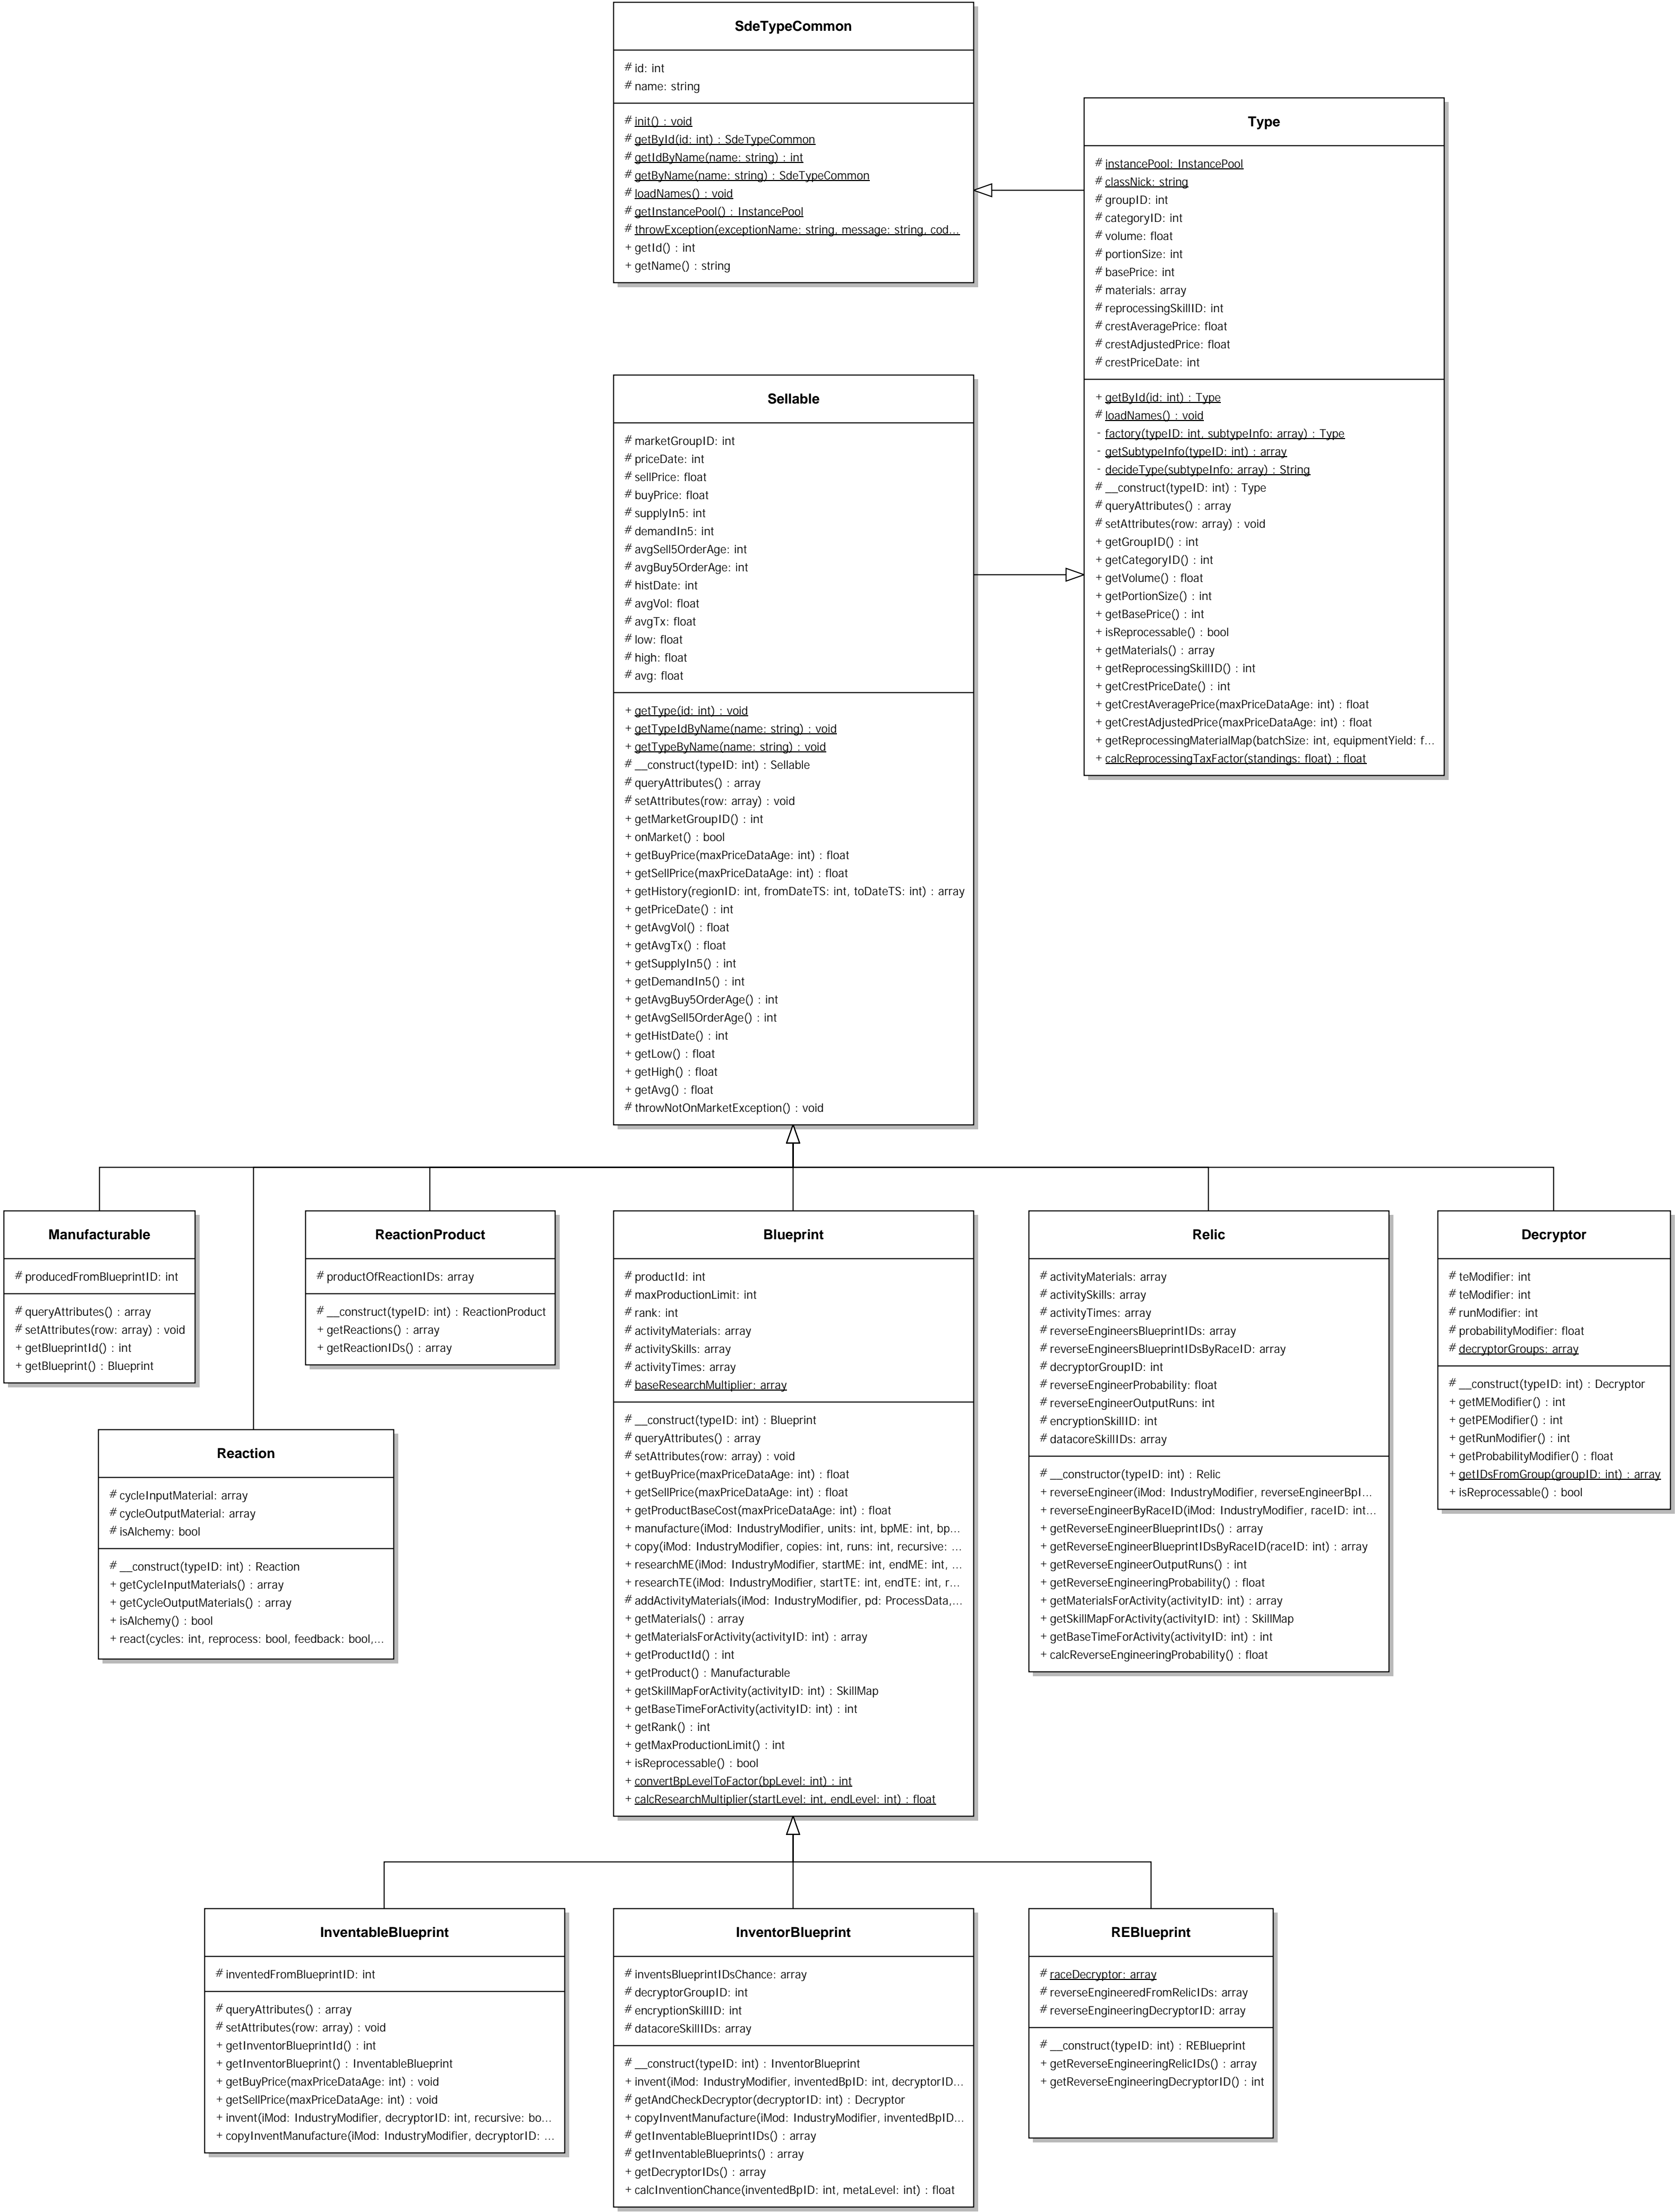 SdeTypeCommon
# id: int
# name: string
# init() : void
# getById(id: int) : SdeTypeCommon
# getIdByName(name: string) : int
# getByName(name: string) : SdeTypeCommon
# loadNames() : void
# getInstancePool() : InstancePool
# throwException(exceptionName: string, message: string, cod...
+ getId() : int
+ getName() : string
Type
# instancePool: InstancePool
# classNick: string
# groupID: int
# categoryID: int
# volume: float
# portionSize: int
# basePrice: int
# materials: array
# reprocessingSkillID: int
# crestAveragePrice: float
# crestAdjustedPrice: float
# crestPriceDate: int
+ getById(id: int) : Type
# loadNames() : void
- factory(typeID: int, subtypeInfo: array) : Type
- getSubtypeInfo(typeID: int) : array
- decideType(subtypeInfo: array) : String
# __construct(typeID: int) : Type
# queryAttributes() : array
# setAttributes(row: array) : void
+ getGroupID() : int
+ getCategoryID() : int
+ getVolume() : float
+ getPortionSize() : int
+ getBasePrice() : int
+ isReprocessable() : bool
+ getMaterials() : array
+ getReprocessingSkillID() : int
+ getCrestPriceDate() : int
+ getCrestAveragePrice(maxPriceDataAge: int) : float
+ getCrestAdjustedPrice(maxPriceDataAge: int) : float
+ getReprocessingMaterialMap(batchSize: int, equipmentYield: f...
+ calcReprocessingTaxFactor(standings: float) : float
Sellable
# marketGroupID: int
# priceDate: int
# sellPrice: float
# buyPrice: float
# supplyIn5: int
# demandIn5: int
# avgSell5OrderAge: int
# avgBuy5OrderAge: int
# histDate: int
# avgVol: float
# avgTx: float
# low: float
# high: float
# avg: float
+ getType(id: int) : void
+ getTypeIdByName(name: string) : void
+ getTypeByName(name: string) : void
# __construct(typeID: int) : Sellable
# queryAttributes() : array
# setAttributes(row: array) : void
+ getMarketGroupID() : int
+ onMarket() : bool
+ getBuyPrice(maxPriceDataAge: int) : float
+ getSellPrice(maxPriceDataAge: int) : float
+ getHistory(regionID: int, fromDateTS: int, toDateTS: int) : array
+ getPriceDate() : int
+ getAvgVol() : float
+ getAvgTx() : float
+ getSupplyIn5() : int
+ getDemandIn5() : int
+ getAvgBuy5OrderAge() : int
+ getAvgSell5OrderAge() : int
+ getHistDate() : int
+ getLow() : float
+ getHigh() : float
+ getAvg() : float
# throwNotOnMarketException() : void
Manufacturable
# producedFromBlueprintID: int
# queryAttributes() : array
# setAttributes(row: array) : void
+ getBlueprintId() : int
+ getBlueprint() : Blueprint
ReactionProduct
# productOfReactionIDs: array
# __construct(typeID: int) : ReactionProduct
+ getReactions() : array
+ getReactionIDs() : array
Blueprint
# productId: int
# maxProductionLimit: int
# rank: int
# activityMaterials: array
# activitySkills: array
# activityTimes: array
# baseResearchMultiplier: array
# __construct(typeID: int) : Blueprint
# queryAttributes() : array
# setAttributes(row: array) : void
+ getBuyPrice(maxPriceDataAge: int) : float
+ getSellPrice(maxPriceDataAge: int) : float
+ getProductBaseCost(maxPriceDataAge: int) : float
+ manufacture(iMod: IndustryModifier, units: int, bpME: int, bp...
+ copy(iMod: IndustryModifier, copies: int, runs: int, recursive: ...
+ researchME(iMod: IndustryModifier, startME: int, endME: int, ...
+ researchTE(iMod: IndustryModifier, startTE: int, endTE: int, r...
# addActivityMaterials(iMod: IndustryModifier, pd: ProcessData,...
+ getMaterials() : array
+ getMaterialsForActivity(activityID: int) : array
+ getProductId() : int
+ getProduct() : Manufacturable
+ getSkillMapForActivity(activityID: int) : SkillMap
+ getBaseTimeForActivity(activityID: int) : int
+ getRank() : int
+ getMaxProductionLimit() : int
+ isReprocessable() : bool
+ convertBpLevelToFactor(bpLevel: int) : int
+ calcResearchMultiplier(startLevel: int, endLevel: int) : float
Relic
# activityMaterials: array
# activitySkills: array
# activityTimes: array
# reverseEngineersBlueprintIDs: array
# reverseEngineersBlueprintIDsByRaceID: array
# decryptorGroupID: int
# reverseEngineerProbability: float
# reverseEngineerOutputRuns: int
# encryptionSkillID: int
# datacoreSkillIDs: array
# __constructor(typeID: int) : Relic
+ reverseEngineer(iMod: IndustryModifier, reverseEngineerBpI...
+ reverseEngineerByRaceID(iMod: IndustryModifier, raceID: int...
+ getReverseEngineerBlueprintIDs() : array
+ getReverseEngineerBlueprintIDsByRaceID(raceID: int) : array
+ getReverseEngineerOutputRuns() : int
+ getReverseEngineeringProbability() : float
+ getMaterialsForActivity(activityID: int) : array
+ getSkillMapForActivity(activityID: int) : SkillMap
+ getBaseTimeForActivity(activityID: int) : int
+ calcReverseEngineeringProbability() : float
Decryptor
# teModifier: int
# teModifier: int
# runModifier: int
# probabilityModifier: float
# decryptorGroups: array
# __construct(typeID: int) : Decryptor
+ getMEModifier() : int
+ getPEModifier() : int
+ getRunModifier() : int
+ getProbabilityModifier() : float
+ getIDsFromGroup(groupID: int) : array
+ isReprocessable() : bool
Reaction
# cycleInputMaterial: array
# cycleOutputMaterial: array
# isAlchemy: bool
# __construct(typeID: int) : Reaction
+ getCycleInputMaterials() : array
+ getCycleOutputMaterials() : array
+ isAlchemy() : bool
+ react(cycles: int, reprocess: bool, feedback: bool,...
InventableBlueprint
# inventedFromBlueprintID: int
# queryAttributes() : array
# setAttributes(row: array) : void
+ getInventorBlueprintId() : int
+ getInventorBlueprint() : InventableBlueprint
+ getBuyPrice(maxPriceDataAge: int) : void
+ getSellPrice(maxPriceDataAge: int) : void
+ invent(iMod: IndustryModifier, decryptorID: int, recursive: bo...
+ copyInventManufacture(iMod: IndustryModifier, decryptorID: ...
InventorBlueprint
# inventsBlueprintIDsChance: array
# decryptorGroupID: int
# encryptionSkillID: int
# datacoreSkillIDs: array
# __construct(typeID: int) : InventorBlueprint
+ invent(iMod: IndustryModifier, inventedBpID: int, decryptorID...
# getAndCheckDecryptor(decryptorID: int) : Decryptor
+ copyInventManufacture(iMod: IndustryModifier, inventedBpID...
# getInventableBlueprintIDs() : array
# getInventableBlueprints() : array
+ getDecryptorIDs() : array
+ calcInventionChance(inventedBpID: int, metaLevel: int) : float
REBlueprint
# raceDecryptor: array
# reverseEngineeredFromRelicIDs: array
# reverseEngineeringDecryptorID: array
# __construct(typeID: int) : REBlueprint
+ getReverseEngineeringRelicIDs() : array
+ getReverseEngineeringDecryptorID() : int